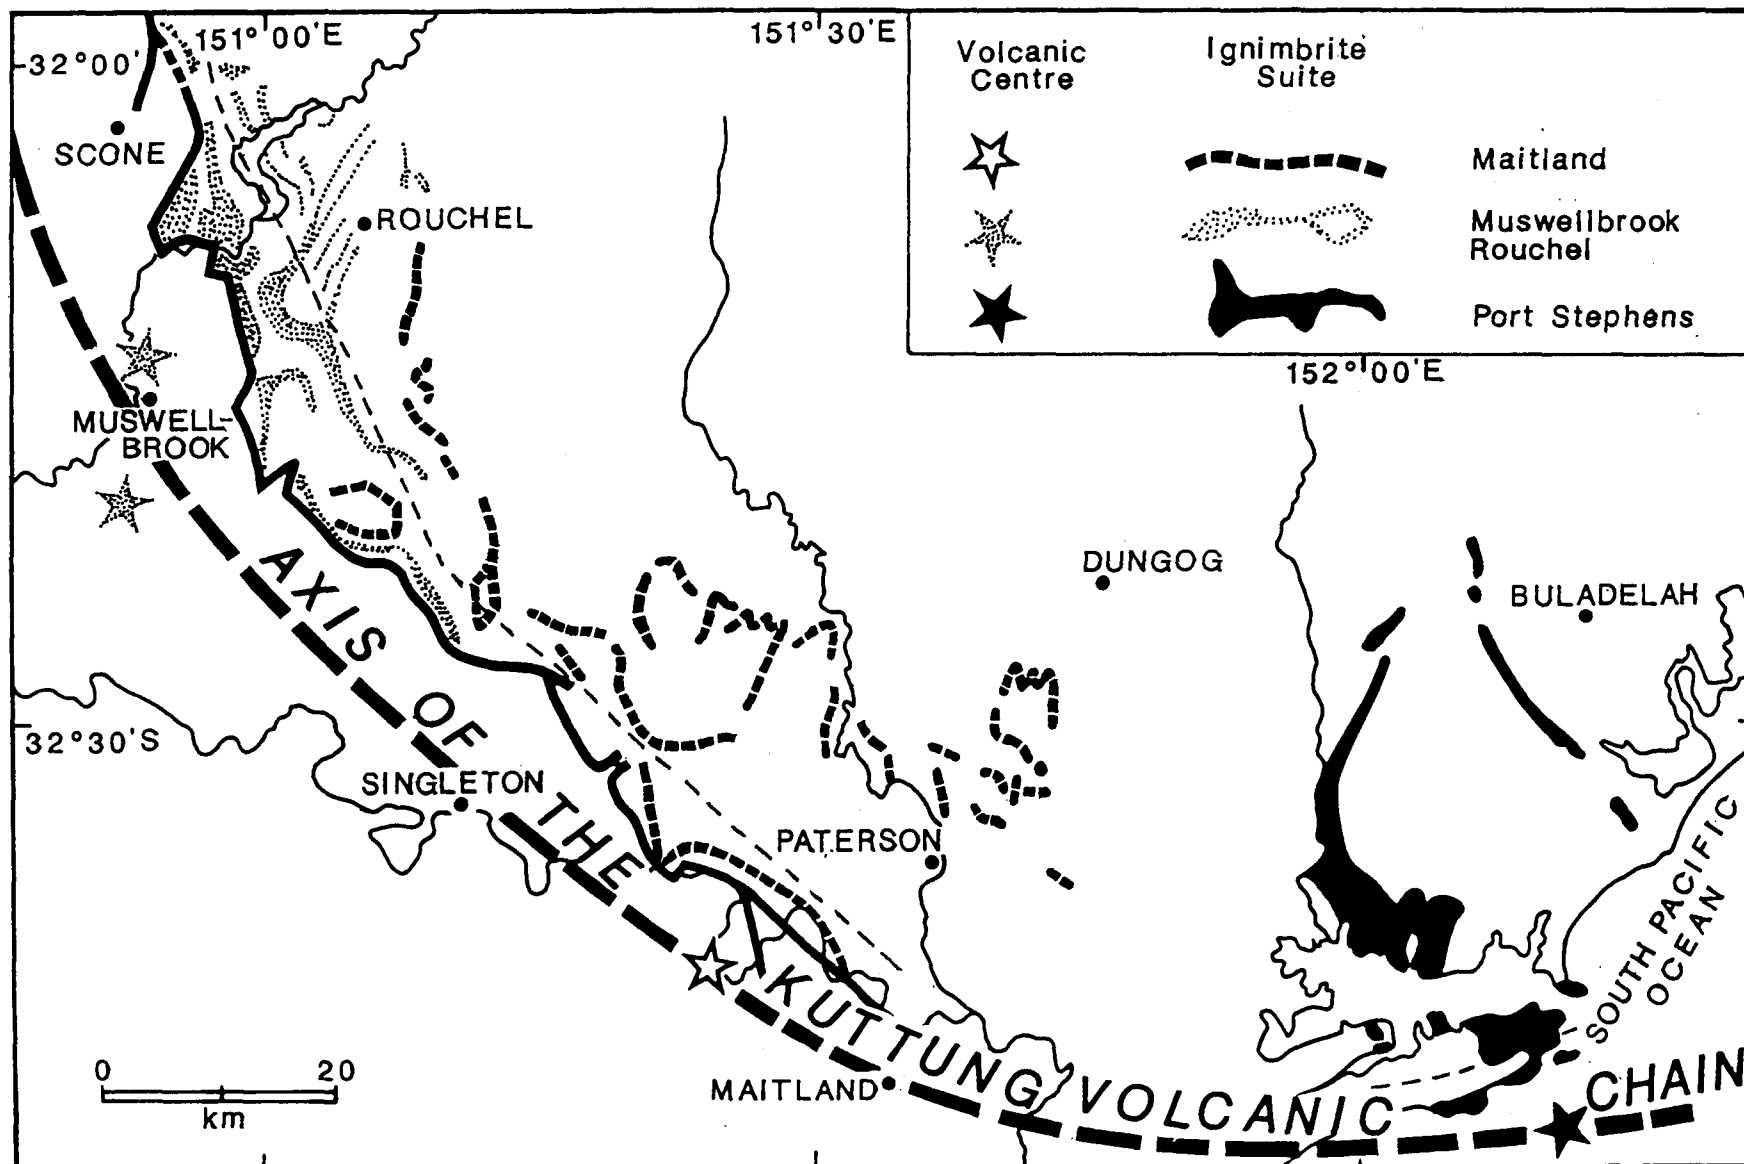 151°00'E
151°30'E
32°00'
Volcanic
Centre
Ignimbrite
Suite
Maitland
Muswellbrook
Rouchel
Port Stephens
152°00'E
SCONE
ROUCHEL
MUSWELL-
BROOK
DUNGOG
BULADELAH
32°30'S
SINGLETON
PATERSON
MAITLAND
AXIS OF THE KUTTUNG VOLCANIC CHAIN
SOUTH PACIFIC
OCEAN
0 20
km